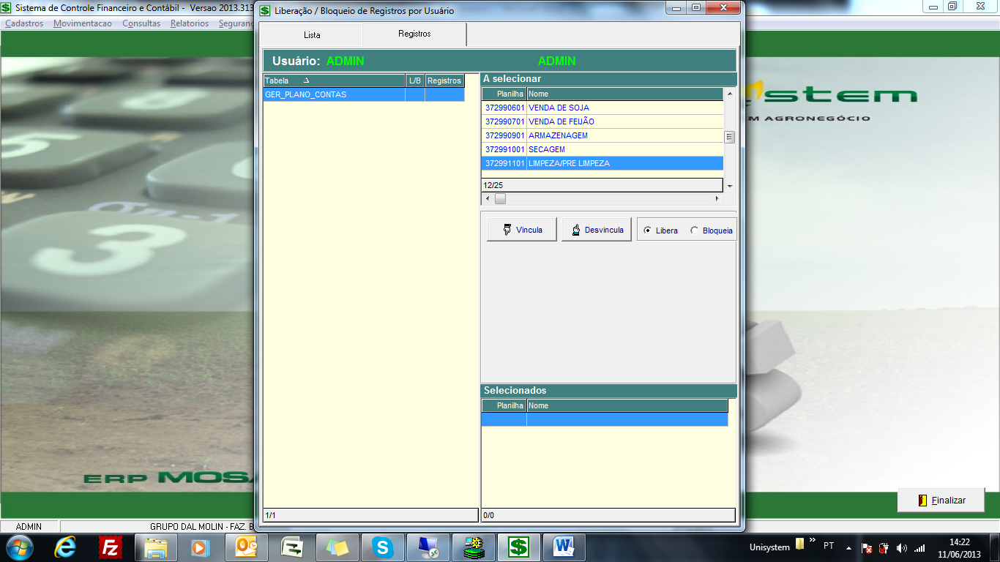 Sistema de Controle Financeiro e Contábil - Versao 2013.313
Cadastros Movimentacao Consultas Relatorios
Liberação / Bloqueio de Registros por Usuário
Lista Registros
Usuário: ADMIN ADMIN
Tabela L/B Registros
GER_PLANO_CONTAS
1/1
A selecionar
Planilha Nome
372990601 VENDA DE SOJA
372990701 VENDA DE FEIJÃO
372990901 ARMAZENAGEM
372991001 SECAGEM
372991101 LIMPEZA/PRE LIMPEZA
12/25
Vincula Desvincula Libera Bloqueia
Selecionados
Planilha Nome
0/0
stem
M AGRONEGÓCIO
3
ERP MOSA
Finalizar
ADMIN GRUPO DAL MOLIN - FAZ. B
Unisystem PT 14:22
11/06/2013